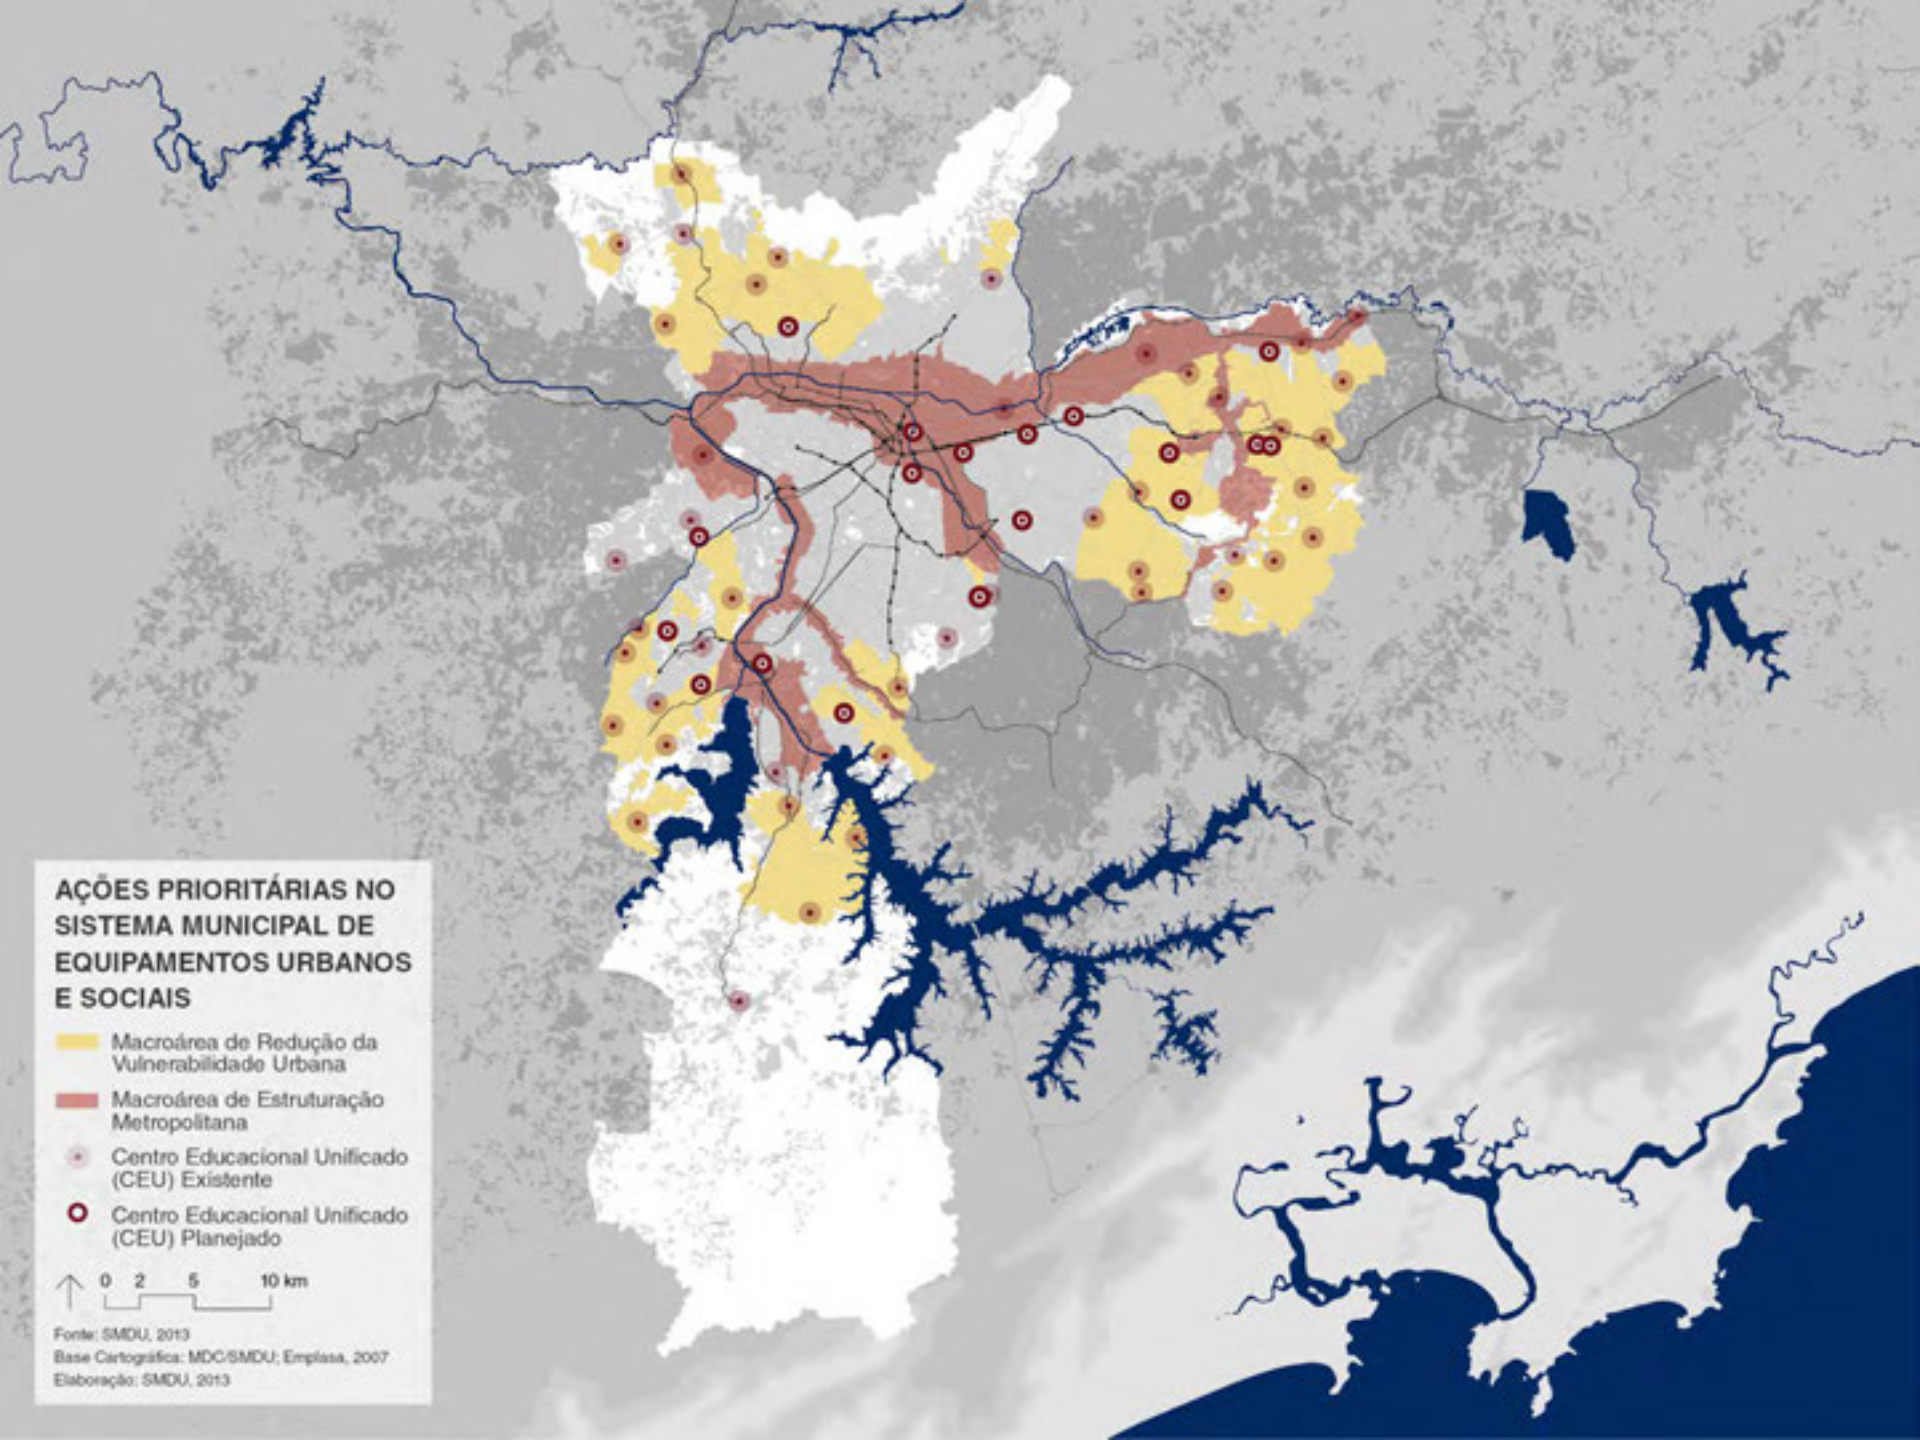 AÇÕES PRIORITÁRIAS NO
SISTEMA MUNICIPAL DE
EQUIPAMENTOS URBANOS
E SOCIAIS
Macroárea de Redução da
Vulnerabilidade Urbana
Macroárea de Estruturação
Metropolitana
Centro Educacional Unificado
(CEU) Existente
Centro Educacional Unificado
(CEU) Planejado
0 2 5 10 km
Fonte: SMDU, 2013
Base Cartográfica: MDC/SMDU; Emplasa, 2007
Elaboração: SMDU, 2013